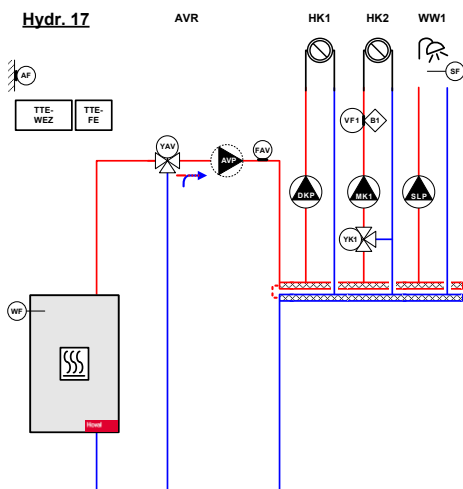 Hydr. 17
AVR
HK1
HK2
WW1
AF
SF
TTE-
WEZ
TTE-
FE
VF1
B1
YAV
AVP
FAV
DKP
MK1
SLP
YK1
WF
Hoval